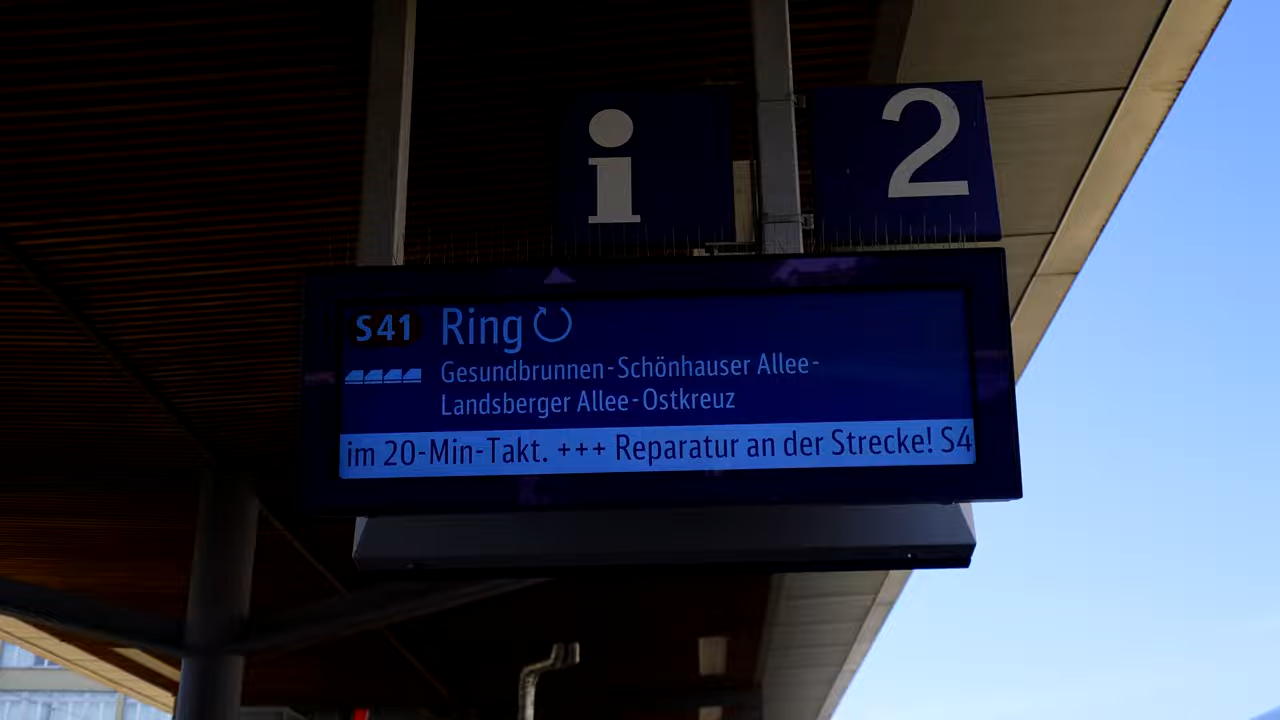 i
2
S41 Ring
Gesundbrunnen-Schönhauser Allee-
Landsberger Allee-Ostkreuz
im 20-Min-Takt. +++ Reparatur an der Strecke! S4